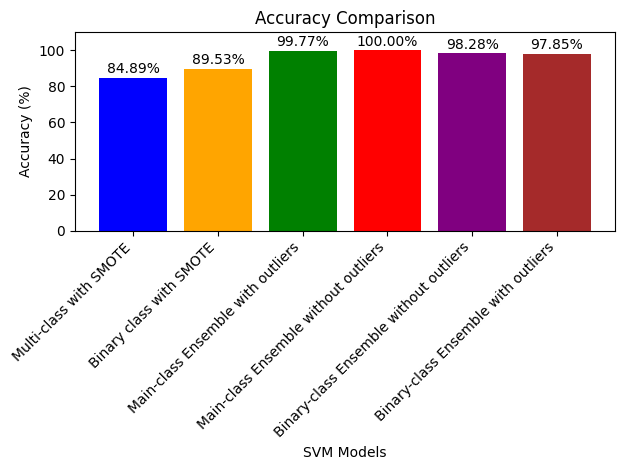 Accuracy Comparison
Accuracy (%)
100
80
60
40
20
0
84.89%
89.53%
99.77%
100.00%
98.28%
97.85%
Multi-class with SMOTE
Binary class with SMOTE
Main-class Ensemble with outliers
Main-class Ensemble without outliers
Binary-class Ensemble without outliers
Binary-class Ensemble with outliers
SVM Models